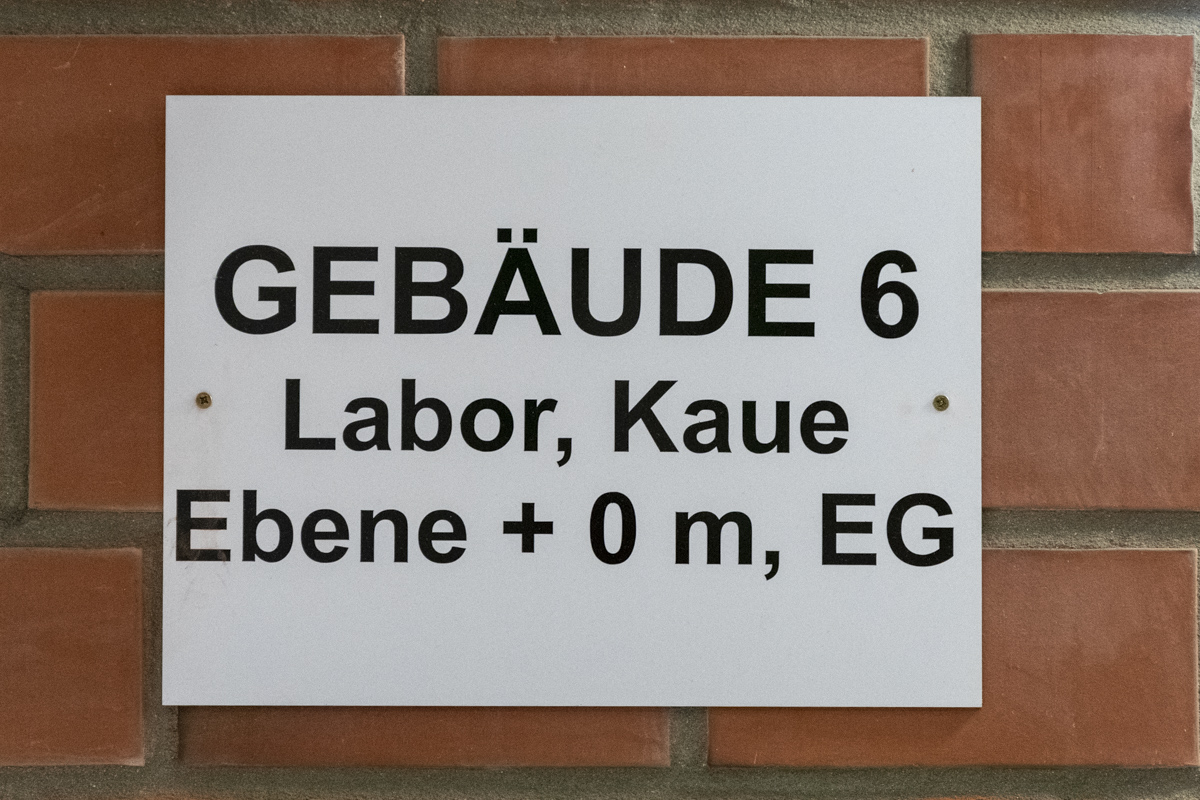 GEBÄUDE 6
Labor, Kaue
Ebene + 0 m, EG